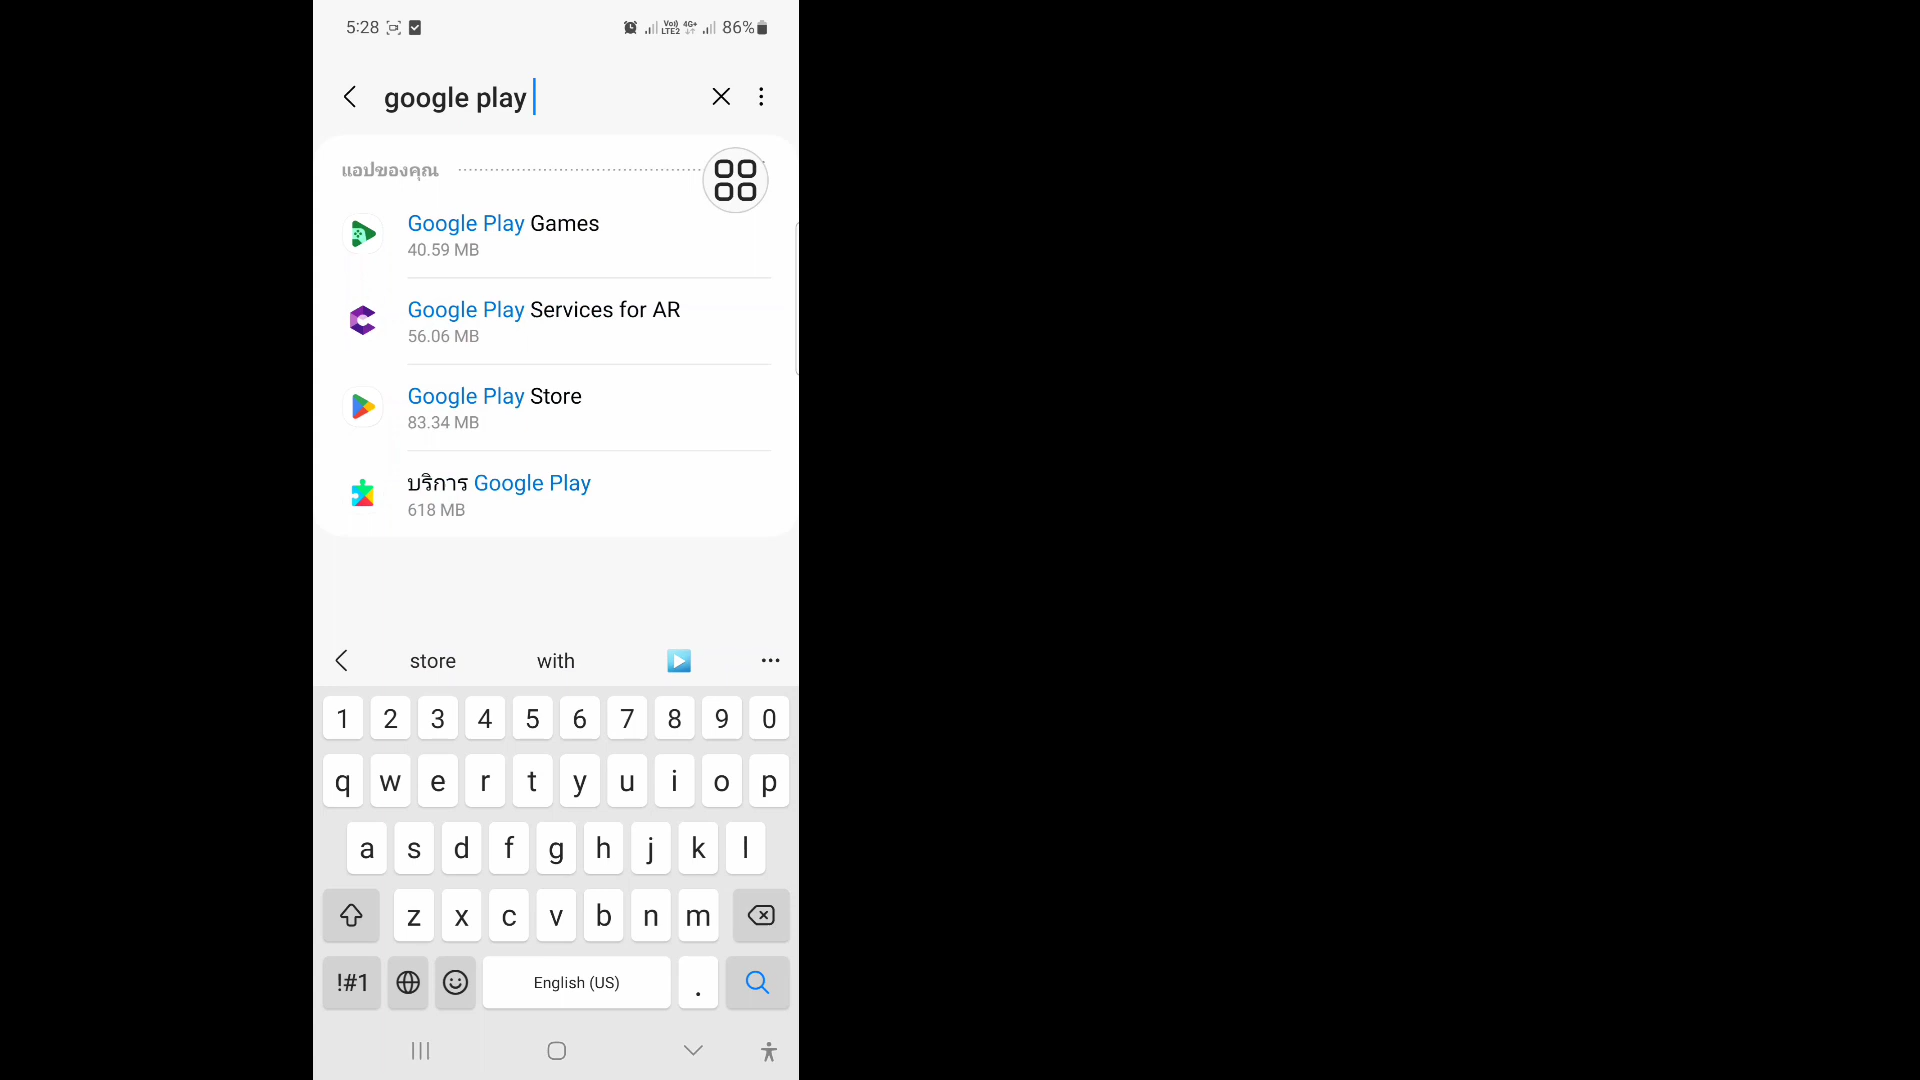 5:28
Vo)) LTE2 4G+ 86%
google play
แอปของคุณ
Google Play Games
40.59 MB
Google Play Services for AR
56.06 MB
Google Play Store
83.34 MB
บริการ Google Play
618 MB
store with
1 2 3 4 5 6 7 8 9 0
q w e r t y u i o p
a s d f g h j k l
z x c v b n m
!#1 English (US) .